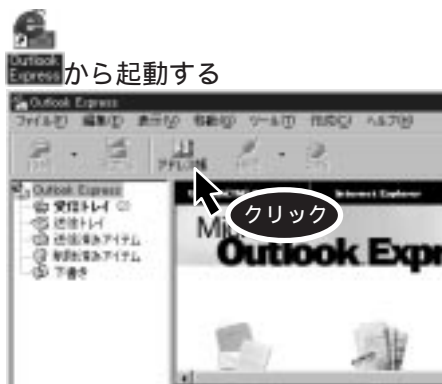 Outlook
Express から起動する
Outlook Express
ファイル(F) 編集(E) 表示(V) 移動(G) ツール(T) 作成(C) ヘルプ(H)
アドレス帳
Outlook Express
受信トレイ
送信トレイ
送信済みアイテム
削除済みアイテム
下書き
Internet Explorer
クリック
Mi
Outlook Expr